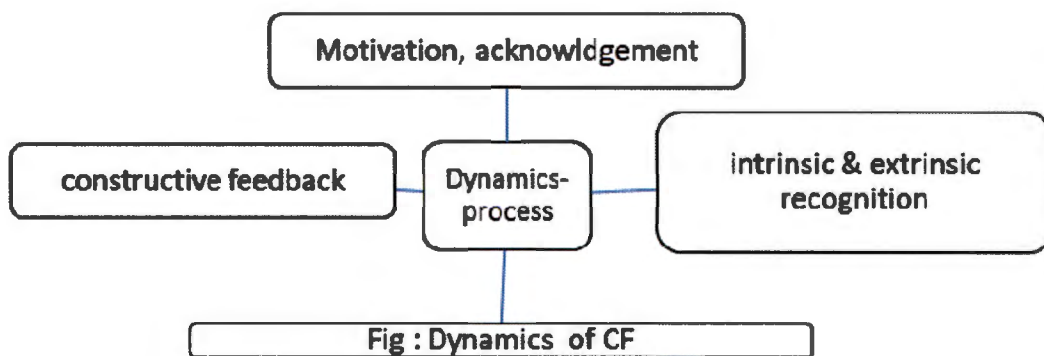 Motivation, acknowldgement
constructive feedback
Dynamics-
process
intrinsic & extrinsic
recognition
Fig : Dynamics of CF